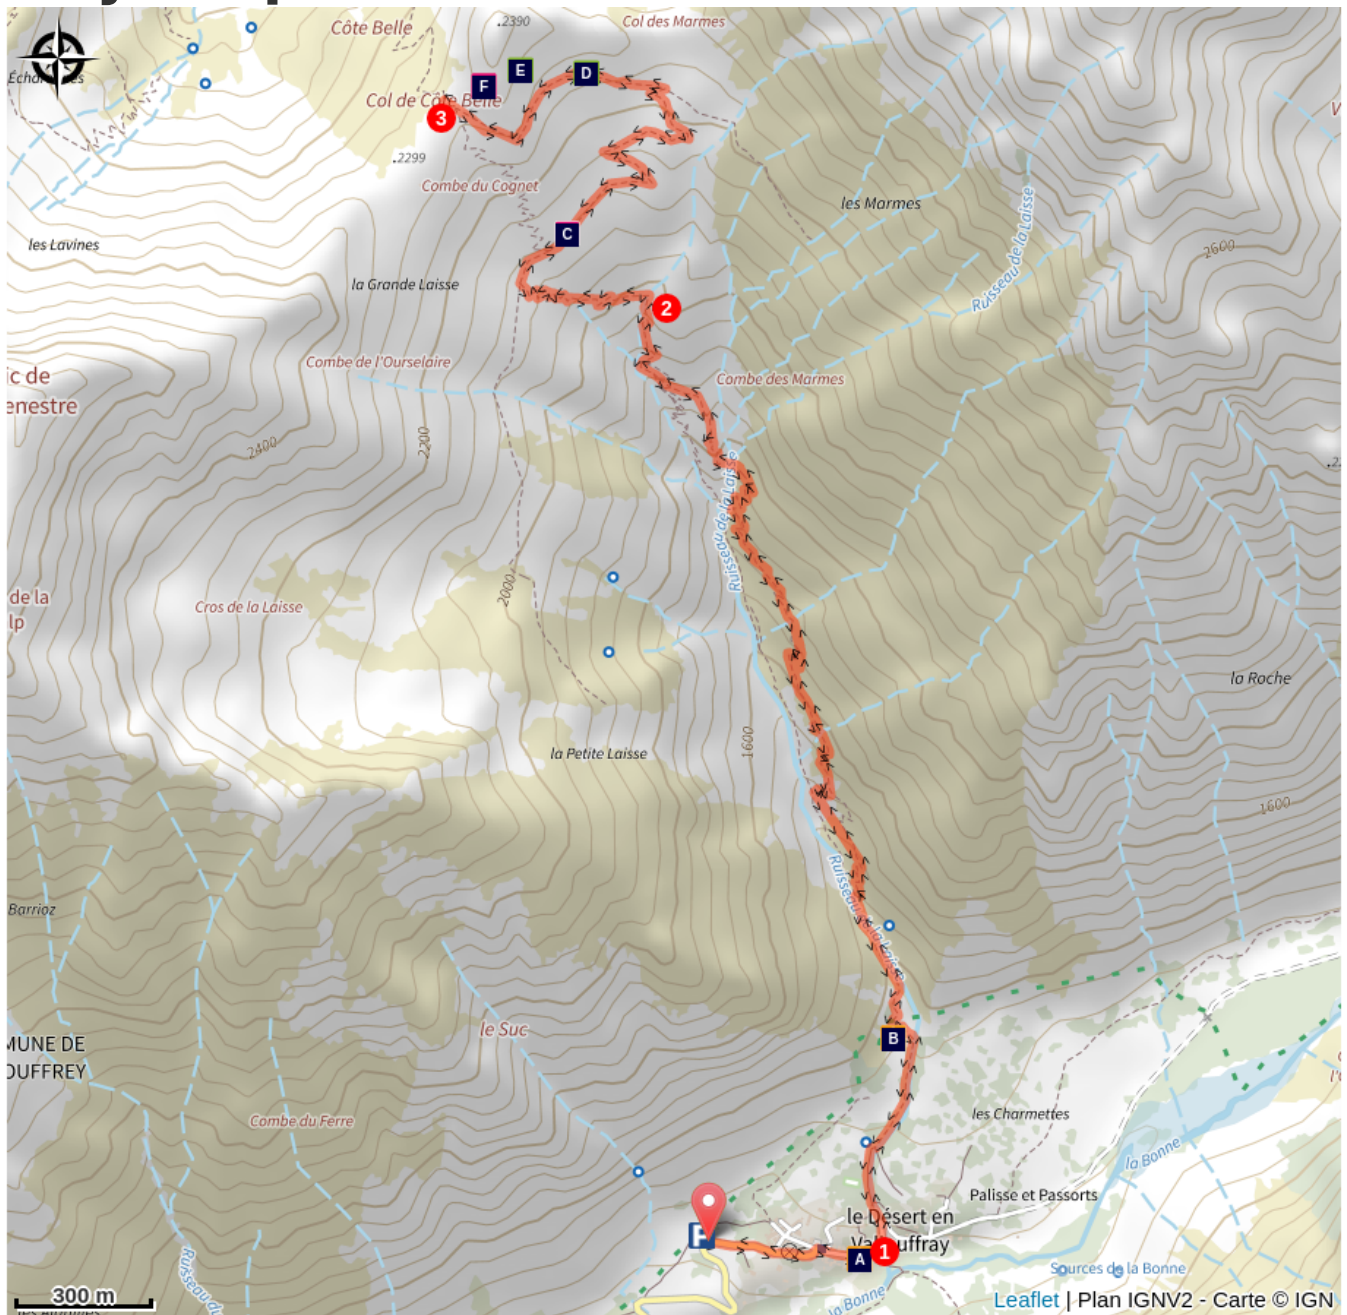 .2390
Col des Marmes
Côte Belle
F
E
D
Col de Côte Belle
3
.2299
Combe du Cognet
les Marmes
Ruisseau de la Laisse
2600
les Lavines
C
la Grande Laisse
2
Combe de l'Ourselaire
Combe des Marmes
ic de
enestre
2400
2200
Ruisseau de la Laisse
2000
de la
lp
Cros de la Laisse
la Roche
la Petite Laisse
1600
1600
Barrioz
le Suc
B
MUNE DE
OUFFREY
Combe du Ferre
les Charmettes
la Bonne
Palisse et Passorts
le Désert en
P
A
1
Sources de la Bonne
la Bonne
Ruisseau du
300 m
Leaflet | Plan IGNV2 - Carte © IGN